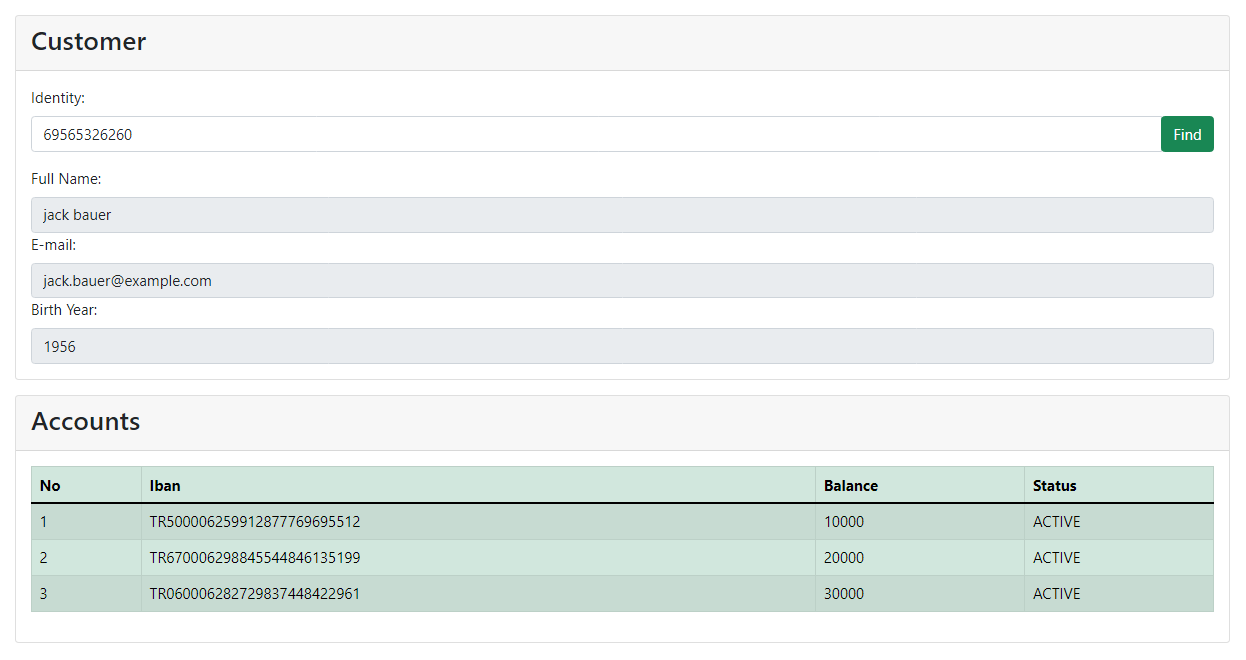 Customer
Identity:
69565326260 Find
Full Name:
jack bauer
E-mail:
jack.bauer@example.com
Birth Year:
1956
Accounts
No Iban Balance Status
1 TR500006259912877769695512 10000 ACTIVE
2 TR670006298845544846135199 20000 ACTIVE
3 TR060006282729837448422961 30000 ACTIVE